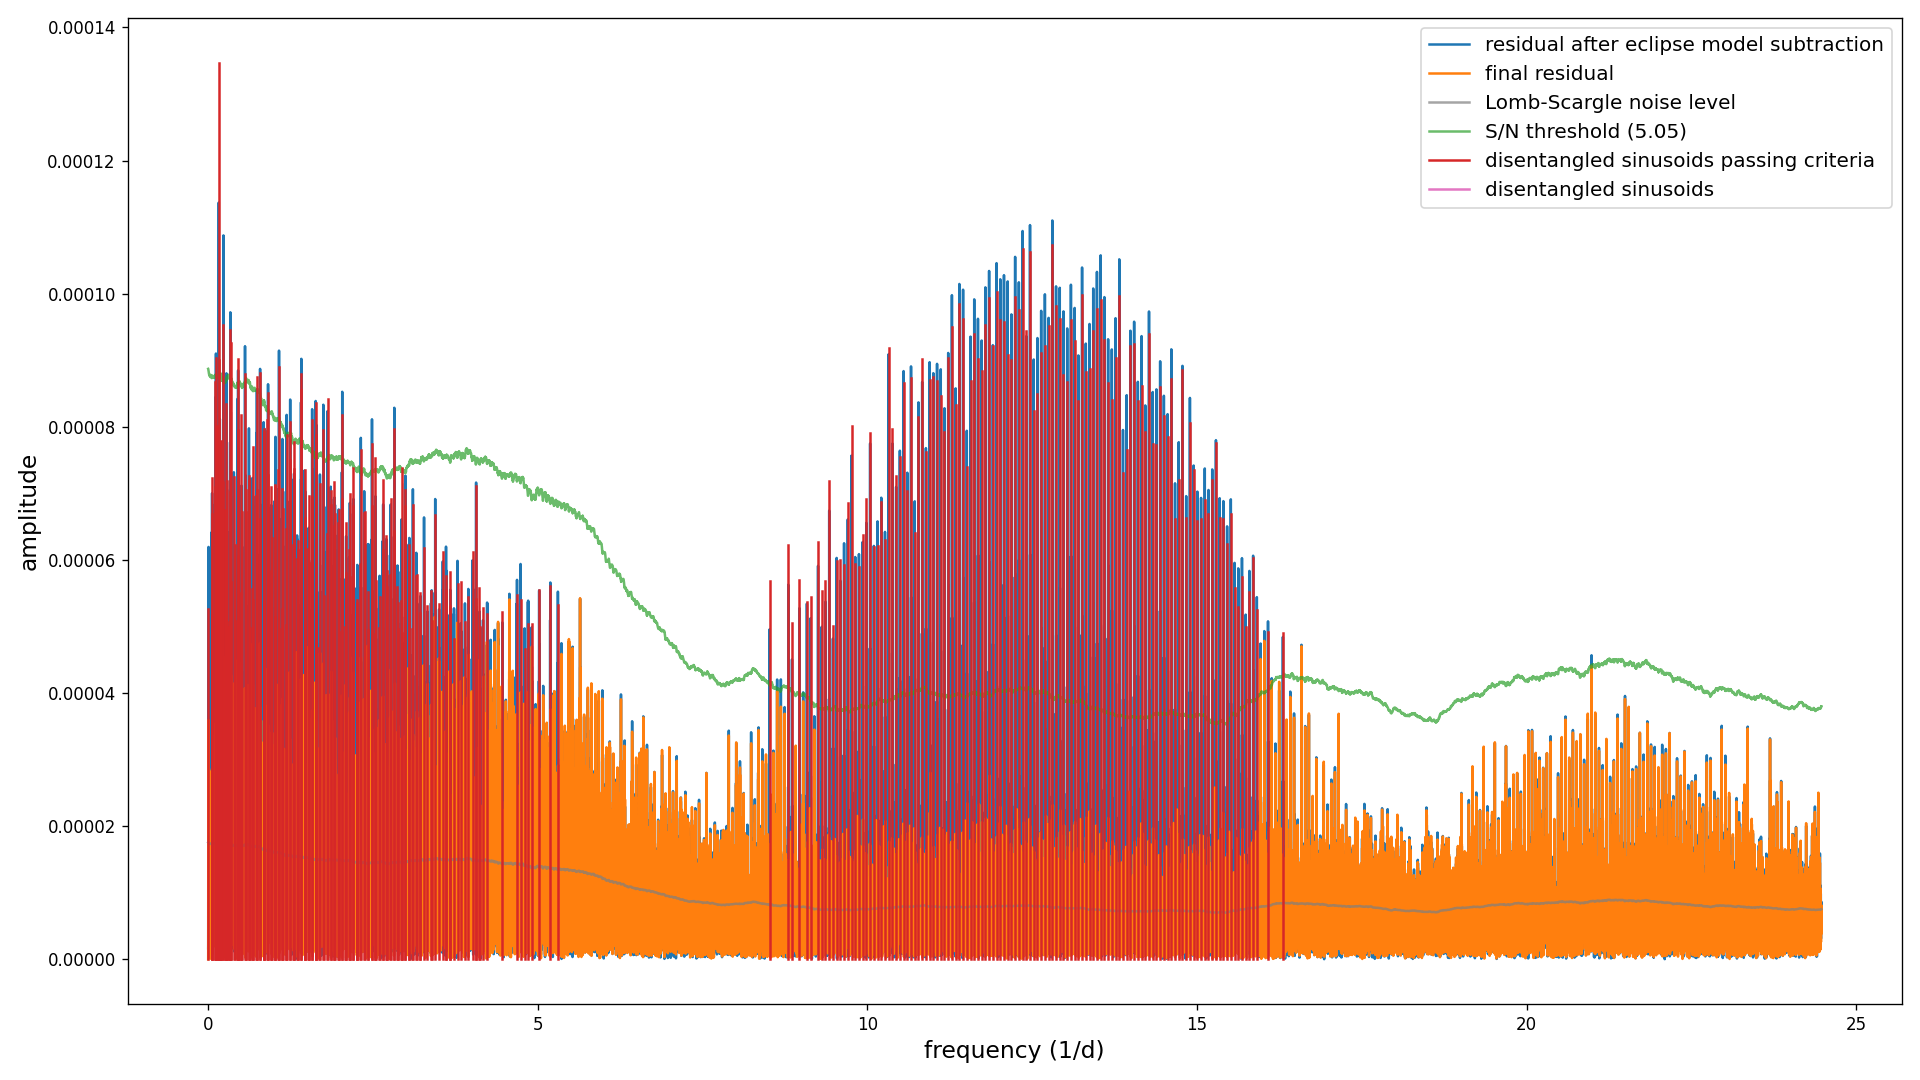 0.00014
0.00012
0.00010
0.00008
0.00006
0.00004
0.00002
0.00000
amplitude
residual after eclipse model subtraction
final residual
Lomb-Scargle noise level
S/N threshold (5.05)
disentangled sinusoids passing criteria
disentangled sinusoids
0
5
10
15
20
25
frequency (1/d)